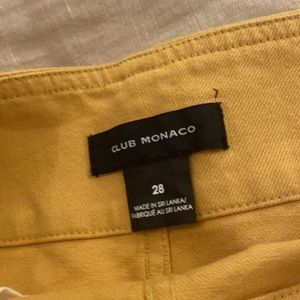 CLUB MONACO
28
MADE IN SRI LANKA/
FABRIQUÉ AU SRI LANKA